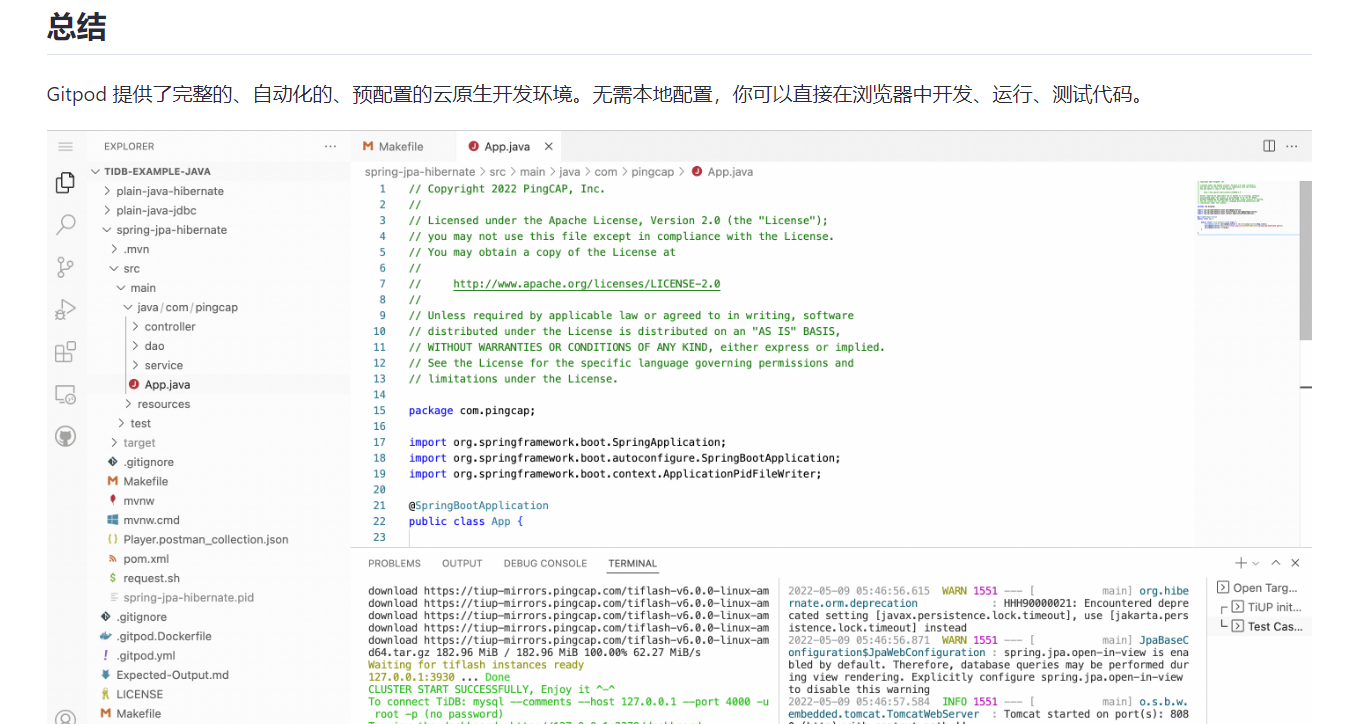 总结
Gitpod 提供了完整的、自动化的、预配置的云原生开发环境。无需本地配置，你可以直接在浏览器中开发、运行、测试代码。
EXPLORER
TIDB-EXAMPLE-JAVA
plain-java-hibernate
plain-java-jdbc
spring-jpa-hibernate
.mvn
src
main
java/com/pingcap
controller
dao
service
App.java
resources
test
target
.gitignore
Makefile
mvnw
mvnw.cmd
Player.postman_collection.json
pom.xml
request.sh
spring-jpa-hibernate.pid
.gitignore
.gitpod.Dockerfile
.gitpod.yml
Expected-Output.md
LICENSE
Makefile
Makefile
App.java
spring-jpa-hibernate > src > main > java > com > pingcap > App.java
1 // Copyright 2022 PingCAP, Inc.
2 //
3 // Licensed under the Apache License, Version 2.0 (the "License");
4 // you may not use this file except in compliance with the License.
5 // You may obtain a copy of the License at
6 //
7 // http://www.apache.org/licenses/LICENSE-2.0
8 //
9 // Unless required by applicable law or agreed to in writing, software
10 // distributed under the License is distributed on an "AS IS" BASIS,
11 // WITHOUT WARRANTIES OR CONDITIONS OF ANY KIND, either express or implied.
12 // See the License for the specific language governing permissions and
13 // limitations under the License.
14
15 package com.pingcap;
16
17 import org.springframework.boot.SpringApplication;
18 import org.springframework.boot.autoconfigure.SpringBootApplication;
19 import org.springframework.boot.context.ApplicationPidFileWriter;
20
21 @SpringBootApplication
22 public class App {
23
PROBLEMS OUTPUT DEBUG CONSOLE TERMINAL
download https://tiup-mirrors.pingcap.com/tiflash-v6.0.0-linux-am
download https://tiup-mirrors.pingcap.com/tiflash-v6.0.0-linux-am
download https://tiup-mirrors.pingcap.com/tiflash-v6.0.0-linux-am
download https://tiup-mirrors.pingcap.com/tiflash-v6.0.0-linux-am
download https://tiup-mirrors.pingcap.com/tiflash-v6.0.0-linux-am
d64.tar.gz 182.96 MiB / 182.96 MiB 100.00% 62.27 MiB/s
Waiting for tiflash instances ready
127.0.0.1:3930 ... Done
CLUSTER START SUCCESSFULLY, Enjoy it ^-^
To connect TiDB: mysql --comments --host 127.0.0.1 --port 4000 -u
root -p (no password)
2022-05-09 05:46:56.615 WARN 1551 --- [ main] org.hibe
rnate.orm.deprecation : HHH90000021: Encountered depre
cated setting [javax.persistence.lock.timeout], use [jakarta.pers
istence.lock.timeout] instead
2022-05-09 05:46:56.871 WARN 1551 --- [ main] JpaBaseC
onfiguration$JpaWebConfiguration : spring.jpa.open-in-view is ena
bled by default. Therefore, database queries may be performed dur
ing view rendering. Explicitly configure spring.jpa.open-in-view
to disable this warning
2022-05-09 05:46:57.584 INFO 1551 --- [ main] o.s.b.w.
embedded.tomcat.TomcatWebServer : Tomcat started on port(s): 808
Open Targ...
TiUP init...
Test Cas...